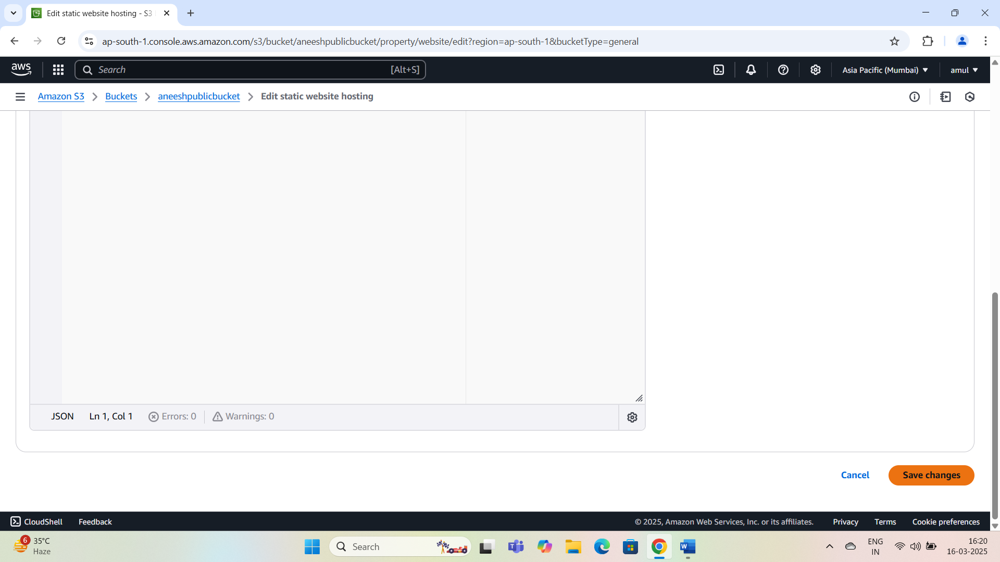 Edit static website hosting - S3
ap-south-1.console.aws.amazon.com/s3/bucket/aneeshpublicbucket/property/website/edit?region=ap-south-1&bucketType=general
aws
Search [Alt+S]
Asia Pacific (Mumbai)
amul
Amazon S3
Buckets
aneeshpublicbucket
Edit static website hosting
JSON Ln 1, Col 1 Errors: 0 Warnings: 0
Cancel
Save changes
CloudShell
Feedback
© 2025, Amazon Web Services, Inc. or its affiliates.
Privacy
Terms
Cookie preferences
6
35°C
Haze
Search
W
ENG
IN
16:20
16-03-2025